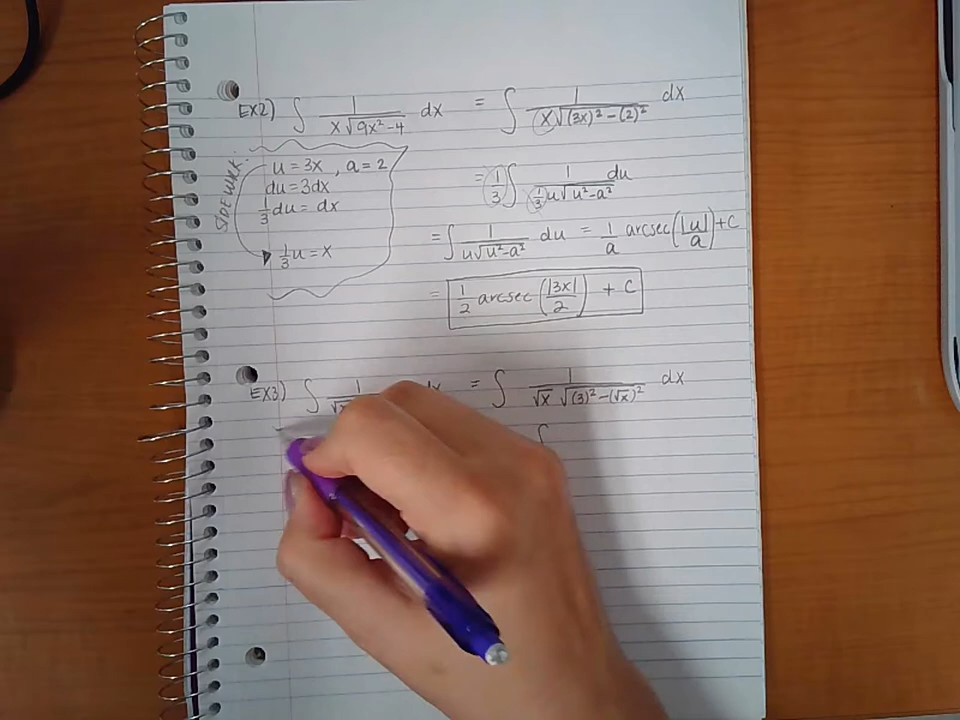 EX2) ∫ 1 / (x√(9x²-4)) dx = ∫ 1 / (x√((3x)² - (2)²)) dx
SIDE WORK:
u = 3x, a = 2
du = 3dx
1/3 du = dx
1/3 u = x
= 1/3 ∫ 1 / (1/3 u√(u²-a²)) du
= ∫ 1 / (u√(u²-a²)) du = 1/a arcsec(|u|/a) + C
= 1/2 arcsec(|3x|/2) + C
EX3) ∫ 1 dx = ∫ 1 / (√x √((3)² - (√x)²)) dx
∫